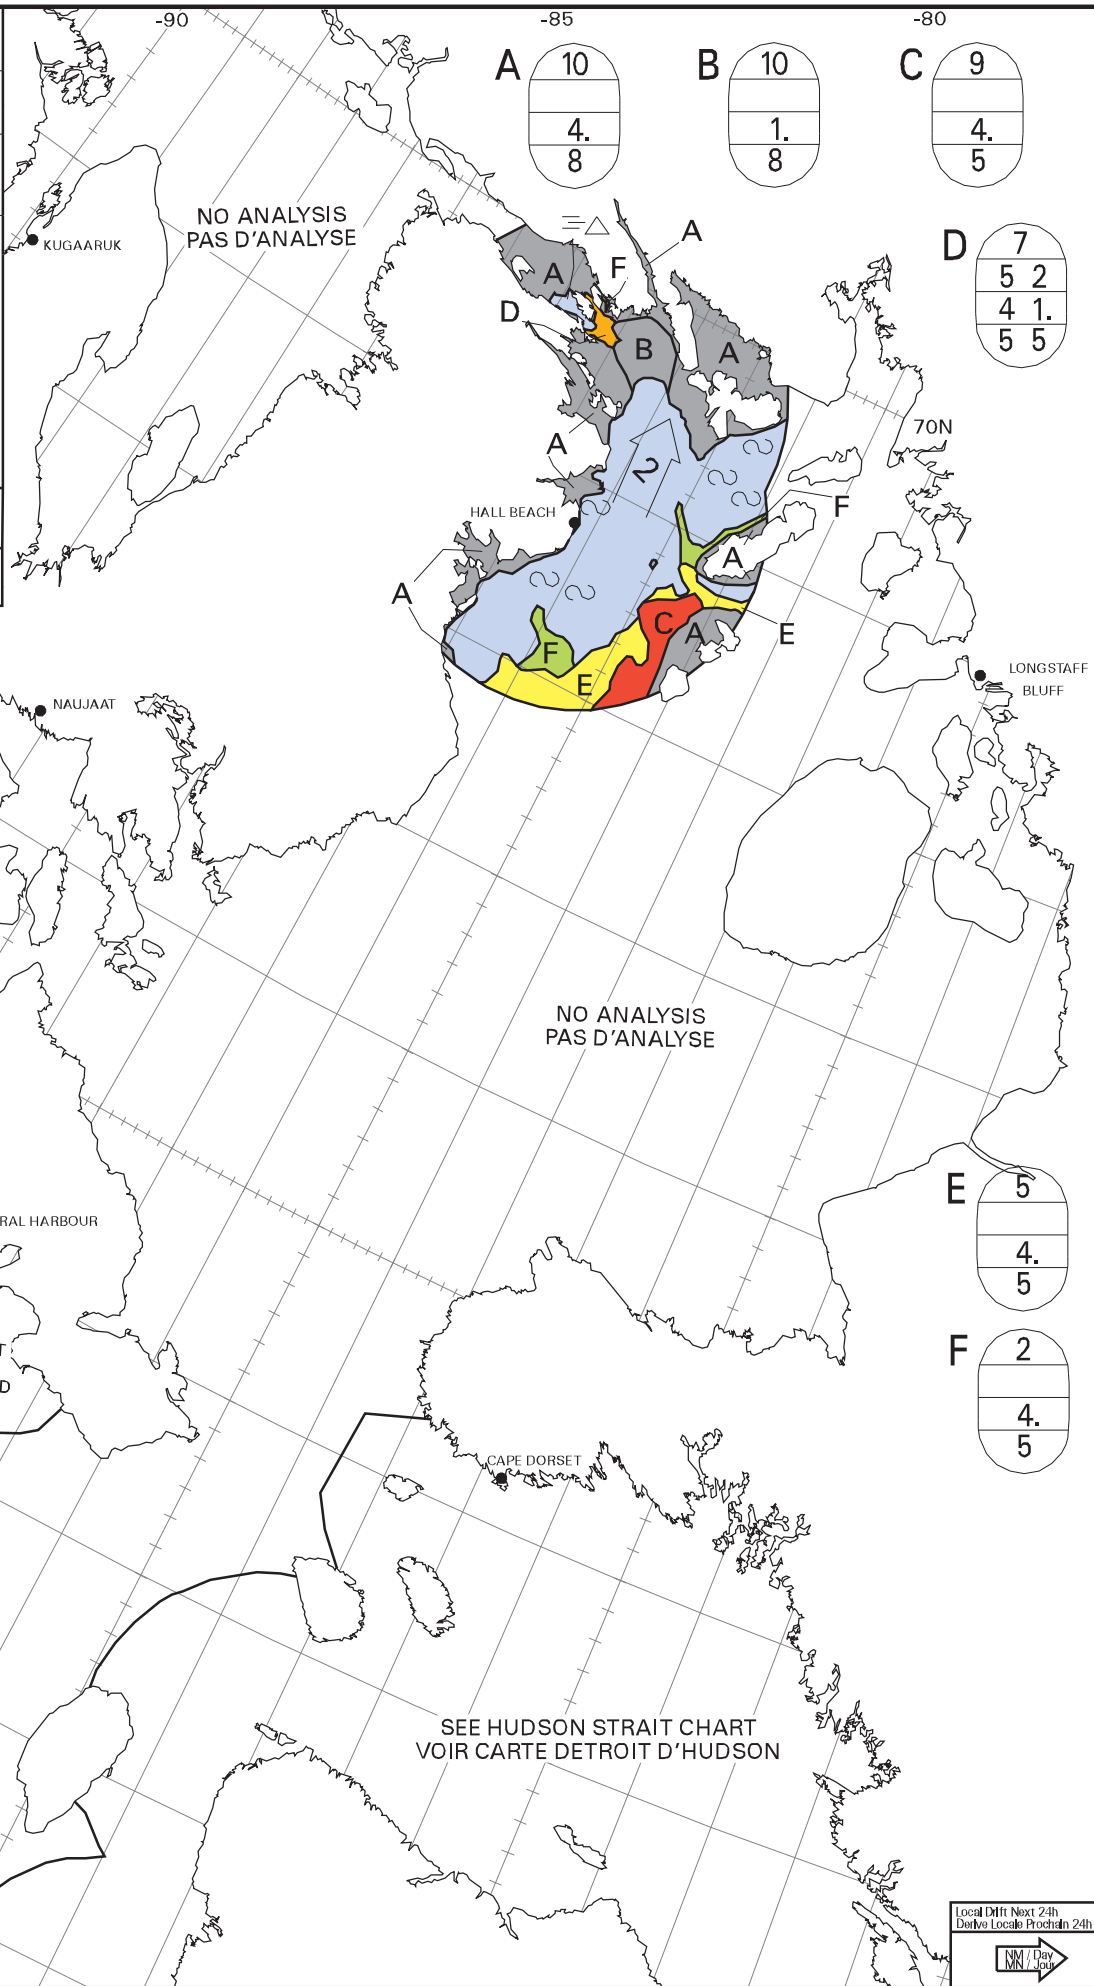 -90
-85
-80
A
10
4.
8
B
10
1.
8
C
9
4.
5
D
7
5 2
4 1.
5 5
NO ANALYSIS
PAS D'ANALYSE
KUGAARUK
A
A
F
D
B
A
A
70N
2
HALL BEACH
F
A
A
C
A
E
F
E
LONGSTAFF
BLUFF
NAUJAAT
NO ANALYSIS
PAS D'ANALYSE
E
5
4.
5
RAL HARBOUR
F
2
4.
5
T
D
CAPE DORSET
SEE HUDSON STRAIT CHART
VOIR CARTE DETROIT D'HUDSON
Local Drift Next 24h
Derive Locale Prochain 24h
NM / Day
MN / Jour